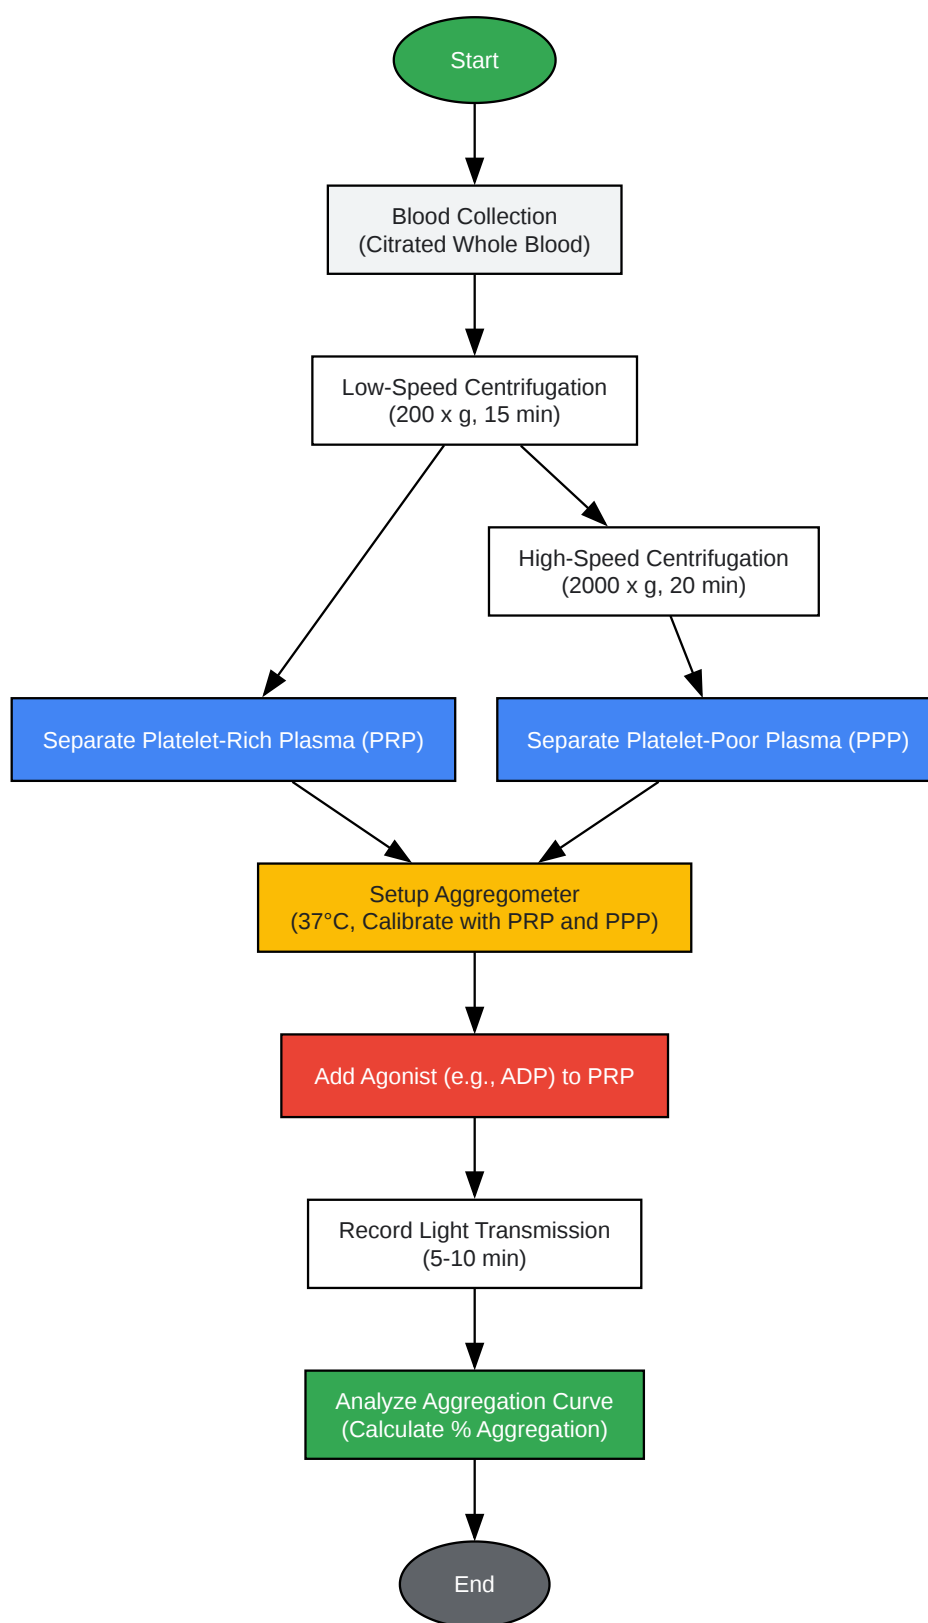 Start
Blood Collection
(Citrated Whole Blood)
Low-Speed Centrifugation
(200 x g, 15 min)
High-Speed Centrifugation
(2000 x g, 20 min)
Separate Platelet-Rich Plasma (PRP)
Separate Platelet-Poor Plasma (PPP)
Setup Aggregometer
(37°C, Calibrate with PRP and PPP)
Add Agonist (e.g., ADP) to PRP
Record Light Transmission
(5-10 min)
Analyze Aggregation Curve
(Calculate % Aggregation)
End